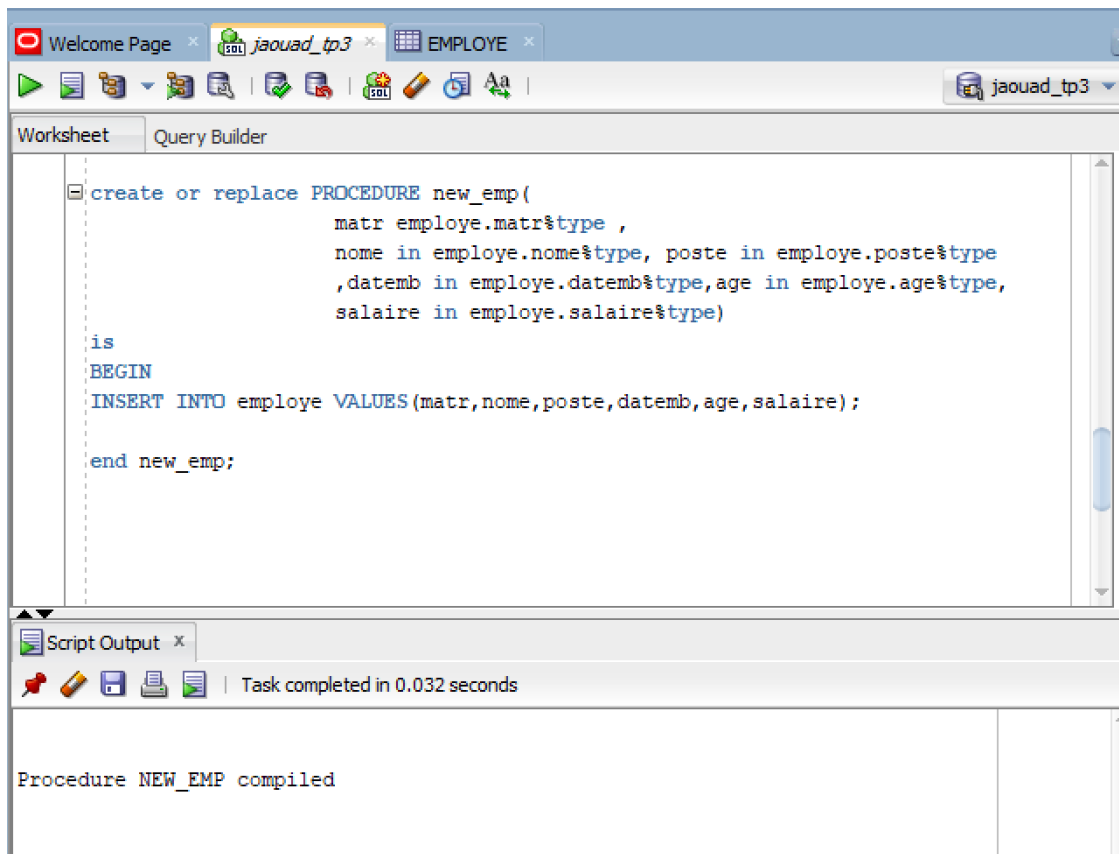 Welcome Page jaouad_tp3 EMPLOYE
jaouad_tp3
Worksheet Query Builder
create or replace PROCEDURE new_emp(
matr employe.matr%type ,
nome in employe.nome%type, poste in employe.poste%type
,datemb in employe.datemb%type,age in employe.age%type,
salaire in employe.salaire%type)
is
BEGIN
INSERT INTO employe VALUES(matr,nome,poste,datemb,age,salaire);
end new_emp;
Script Output x
Task completed in 0.032 seconds
Procedure NEW_EMP compiled